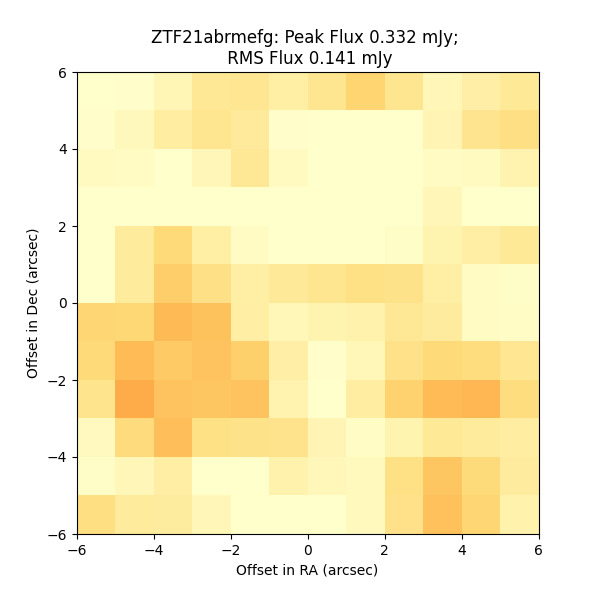 ZTF21abrmefg: Peak Flux 0.332 mJy;
RMS Flux 0.141 mJy
6
4
2
0
−2
−4
−6
Offset in Dec (arcsec)
−6 −4 −2 0 2 4 6
Offset in RA (arcsec)